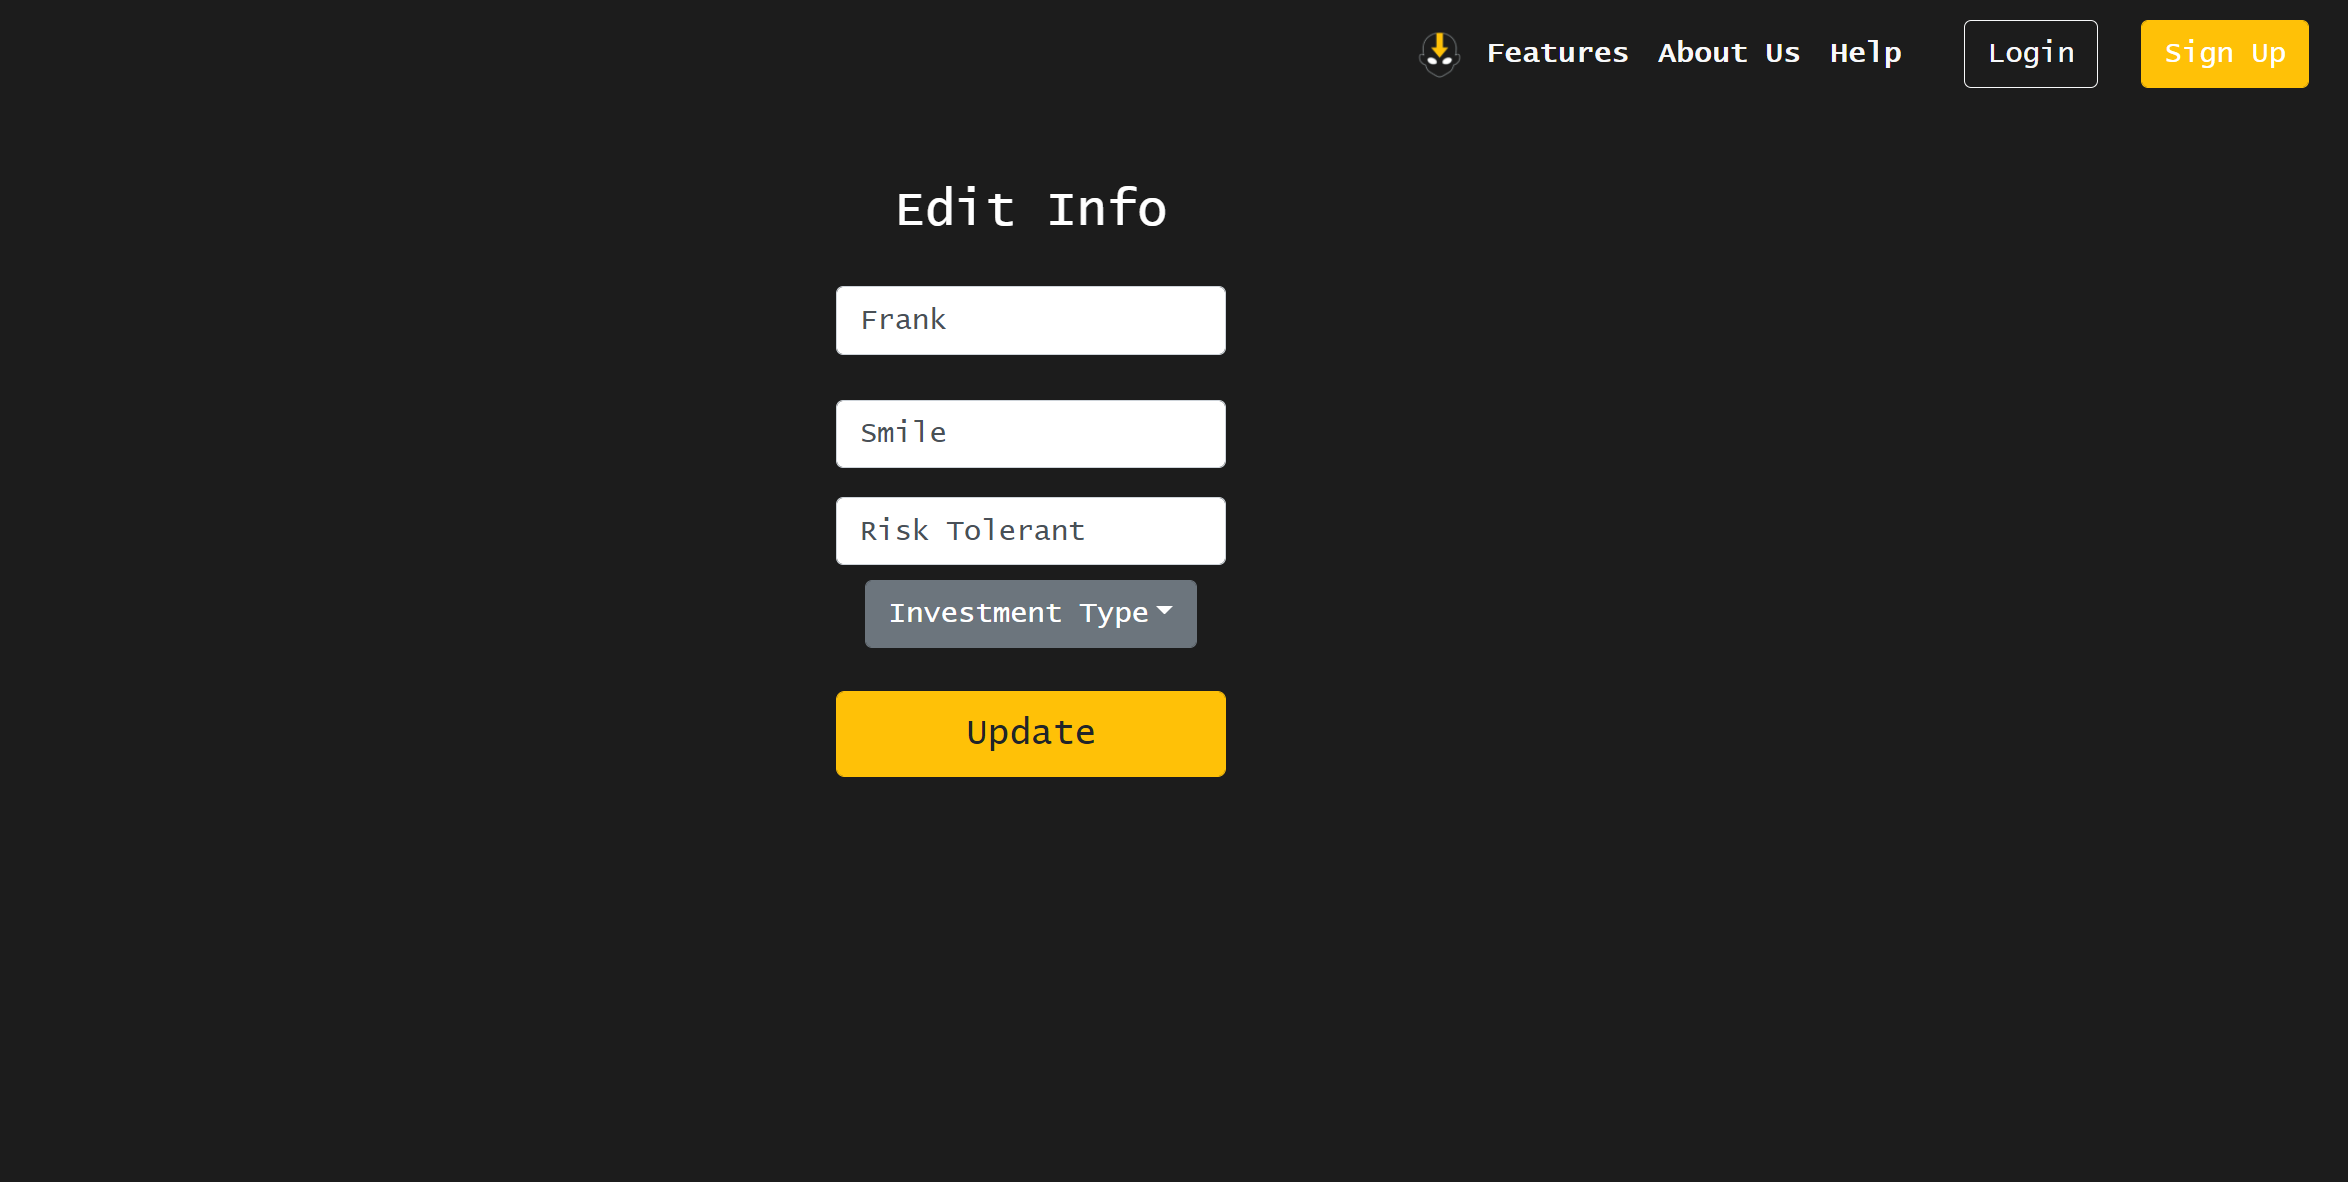 Features About Us Help Login Sign Up
Edit Info
Frank
Smile
Risk Tolerant
Investment Type
Update